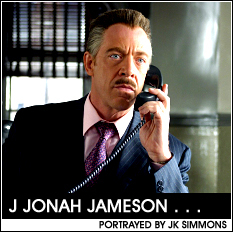 J JONAH JAMESON . . .
PORTRAYED BY JK SIMMONS